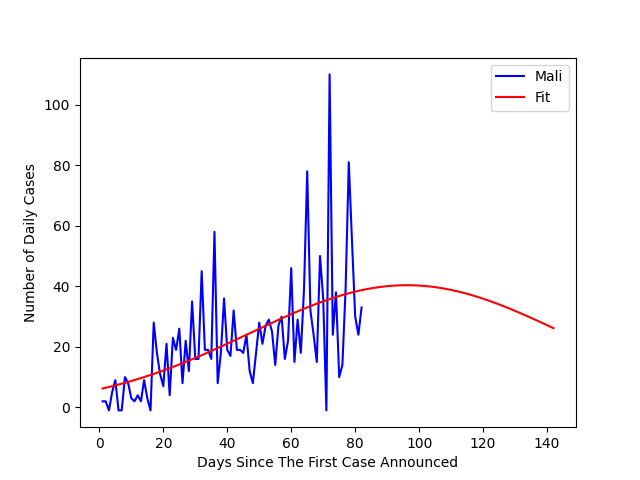 Mali
Fit
100
80
60
40
20
0
Number of Daily Cases
0 20 40 60 80 100 120 140
Days Since The First Case Announced